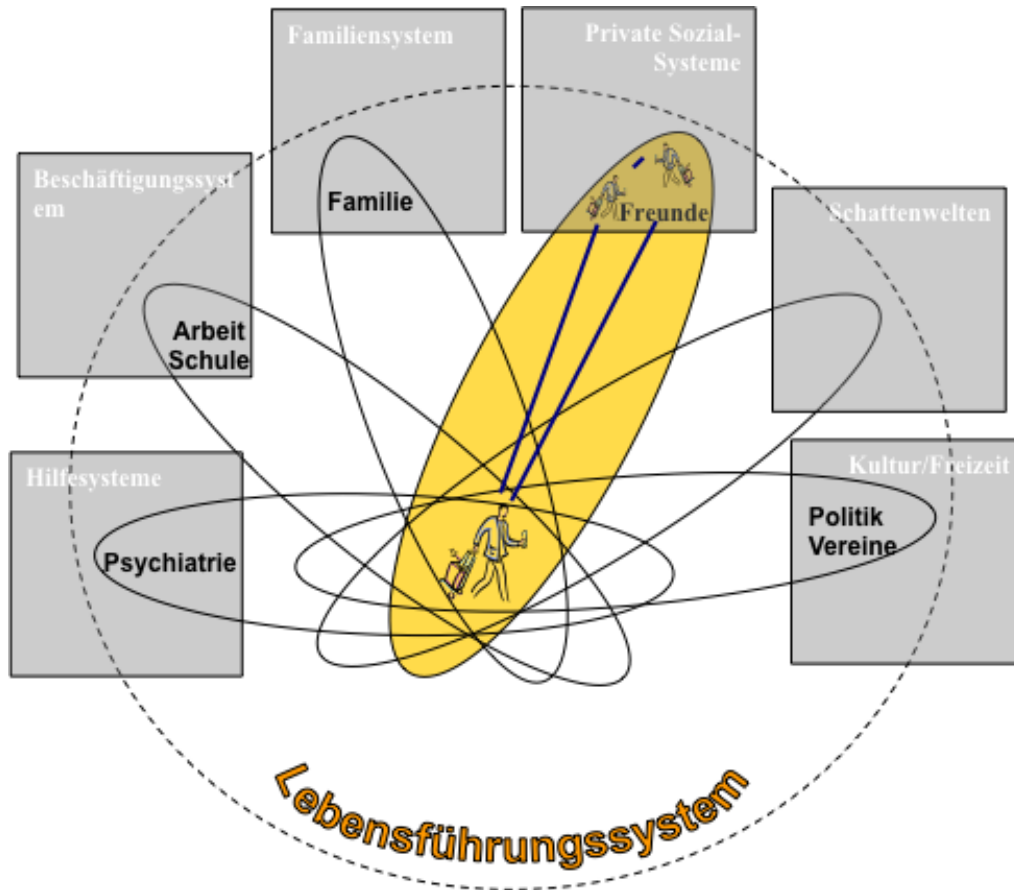 Familiensystem
Private Sozial-
Systeme
Beschäftigungssyst
em
Familie
Freunde
Schattenwelten
Arbeit
Schule
Hilfesysteme
Kultur/Freizeit
Psychiatrie
Politik
Vereine
Lebensführungssystem